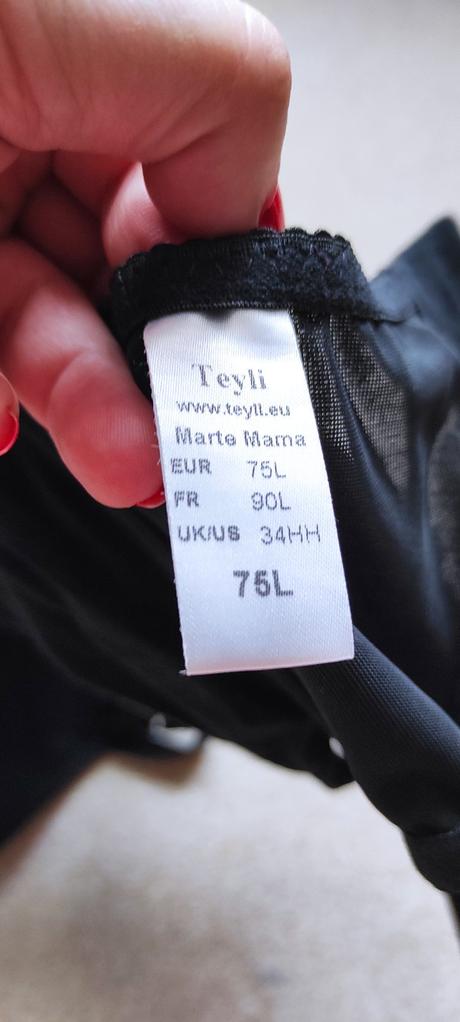 Teyli
www.teyli.eu
Marte Mama
EUR 75L
FR 90L
UK/US 34HH
75L